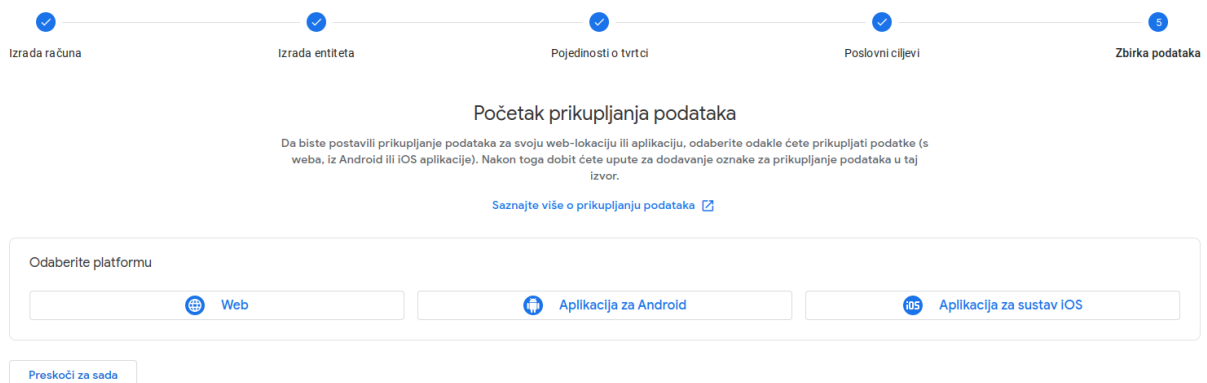 5
Izrada računa
Izrada entiteta
Pojedinosti o tvrtci
Poslovni ciljevi
Zbirka podataka
Početak prikupljanja podataka
Da biste postavili prikupljanje podataka za svoju web-lokaciju ili aplikaciju, odaberite odakle ćete prikupljati podatke (s
weba, iz Android ili iOS aplikacije). Nakon toga dobit ćete upute za dodavanje oznake za prikupljanje podataka u taj
izvor.
Saznajte više o prikupljanju podataka
Odaberite platformu
Web
Aplikacija za Android
iOS Aplikacija za sustav iOS
Preskoči za sada